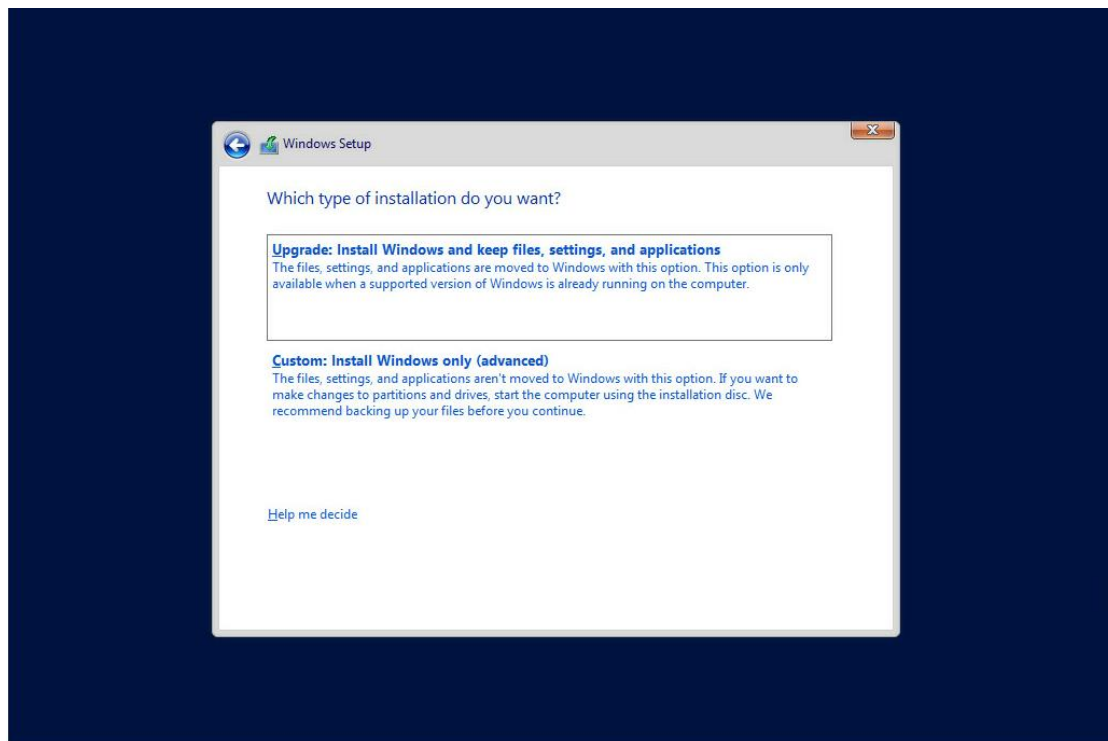 Windows Setup
X
Which type of installation do you want?
Upgrade: Install Windows and keep files, settings, and applications
The files, settings, and applications are moved to Windows with this option. This option is only
available when a supported version of Windows is already running on the computer.
Custom: Install Windows only (advanced)
The files, settings, and applications aren't moved to Windows with this option. If you want to
make changes to partitions and drives, start the computer using the installation disc. We
recommend backing up your files before you continue.
Help me decide